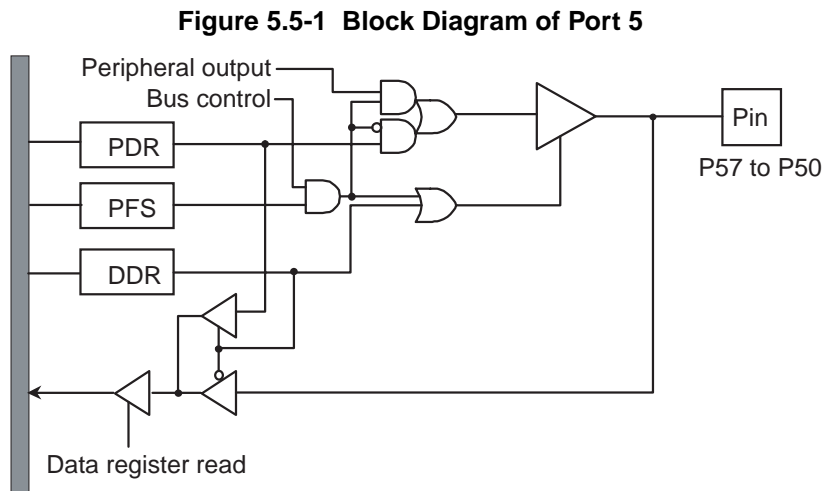 Figure 5.5-1 Block Diagram of Port 5
Peripheral output
Bus control
PDR
Pin
P57 to P50
PFS
DDR
Data register read